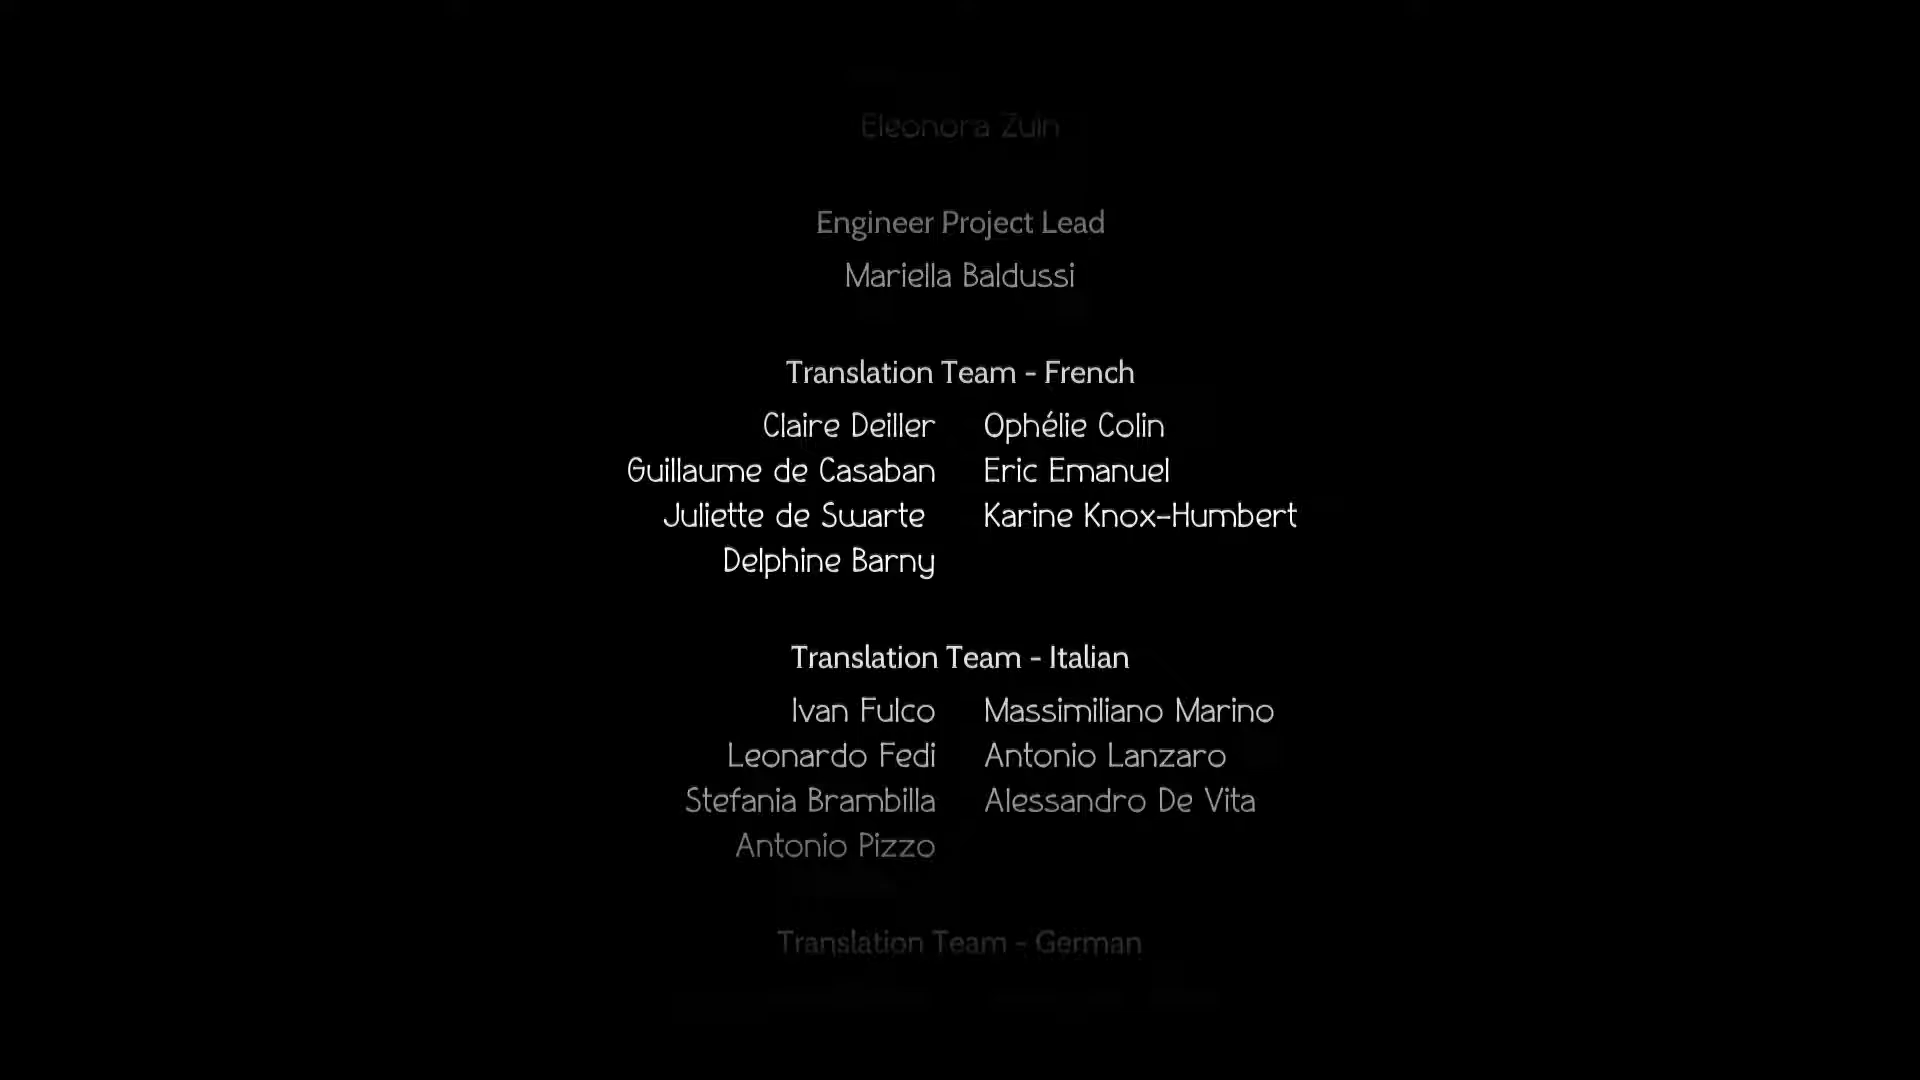 Eleonora Zuin
Engineer Project Lead
Mariella Baldussi
Translation Team - French
Claire Deiller Ophélie Colin
Guillaume de Casaban Eric Emanuel
Juliette de Swarte Karine Knox-Humbert
Delphine Barny
Translation Team - Italian
Ivan Fulco Massimiliano Marino
Leonardo Fedi Antonio Lanzaro
Stefania Brambilla Alessandro De Vita
Antonio Pizzo
Translation Team - German